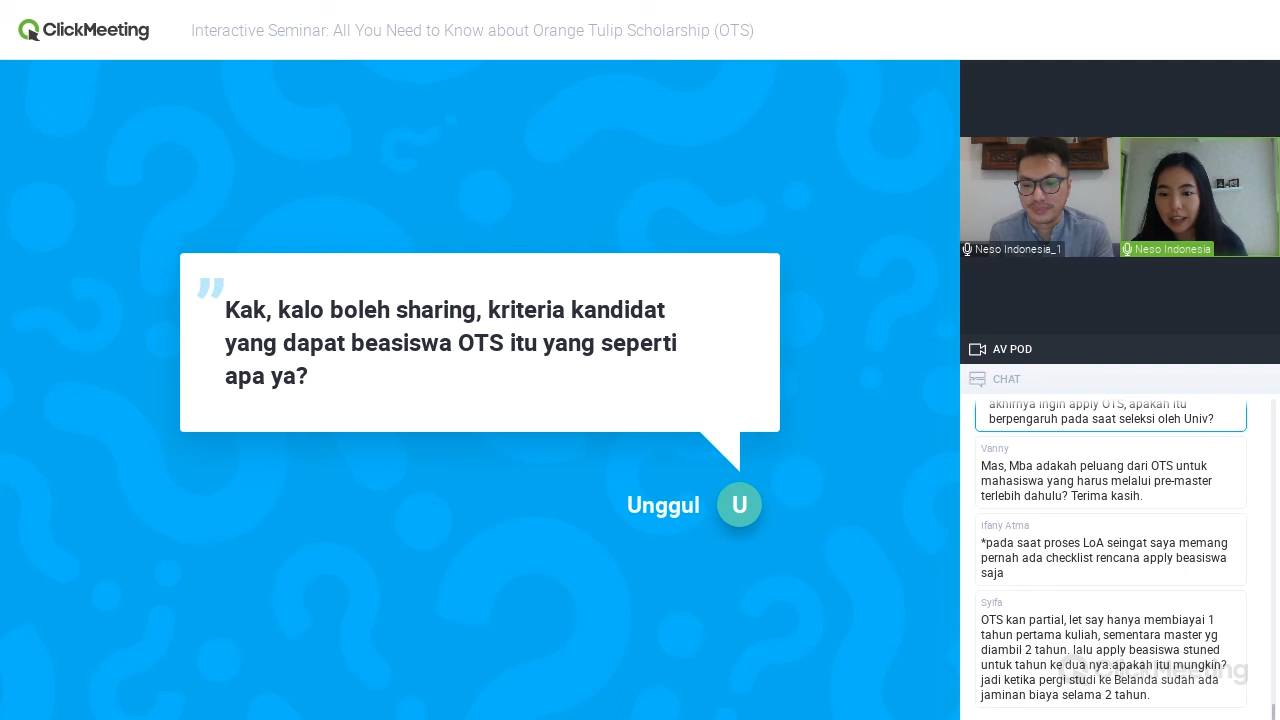 ClickMeeting
Interactive Seminar: All You Need to Know about Orange Tulip Scholarship (OTS)
Kak, kalo boleh sharing, kriteria kandidat
yang dapat beasiswa OTS itu yang seperti
apa ya?
Unggul
U
Neso Indonesia_1
Neso Indonesia
AV POD
CHAT
akhirnya ingin apply OTS, apakah itu
berpengaruh pada saat seleksi oleh Univ?
Vanny
Mas, Mba adakah peluang dari OTS untuk
mahasiswa yang harus melalui pre-master
terlebih dahulu? Terima kasih.
Ifany Atma
*pada saat proses LoA seingat saya memang
pernah ada checklist rencana apply beasiswa
saja
Syifa
OTS kan partial, let say hanya membiayai 1
tahun pertama kuliah, sementara master yg
diambil 2 tahun. lalu apply beasiswa stuned
untuk tahun ke dua nya apakah itu mungkin?
jadi ketika pergi studi ke Belanda sudah ada
jaminan biaya selama 2 tahun.
ClickMeeting